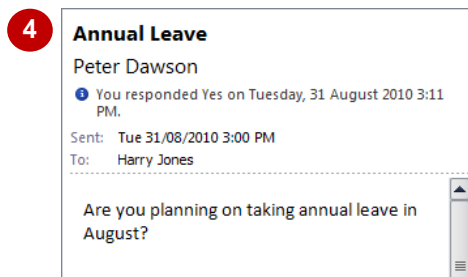 4
Annual Leave
Peter Dawson
You responded Yes on Tuesday, 31 August 2010 3:11
PM.
Sent: Tue 31/08/2010 3:00 PM
To: Harry Jones
Are you planning on taking annual leave in
August?